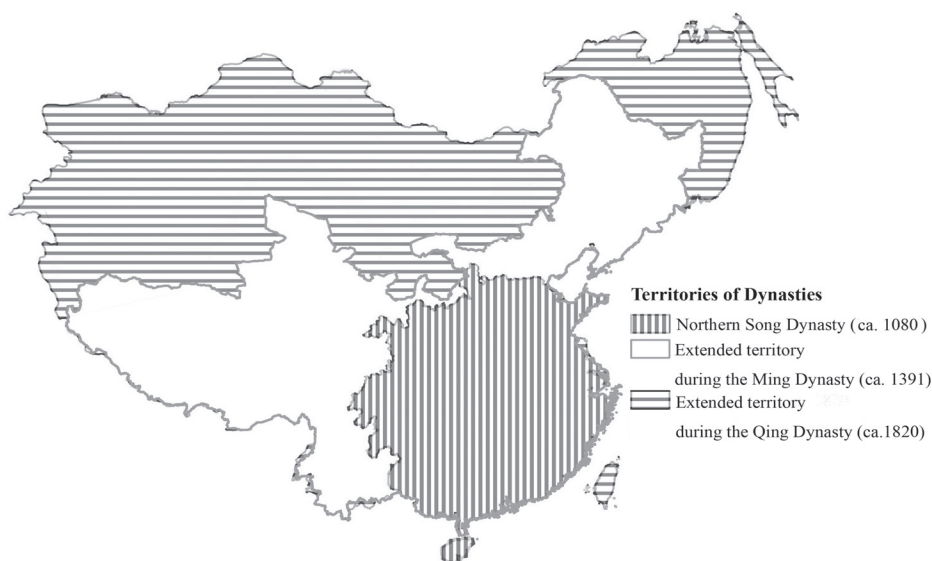 Territories of Dynasties
Northern Song Dynasty (ca. 1080 )
Extended territory
during the Ming Dynasty (ca. 1391)
Extended territory
during the Qing Dynasty (ca.1820)